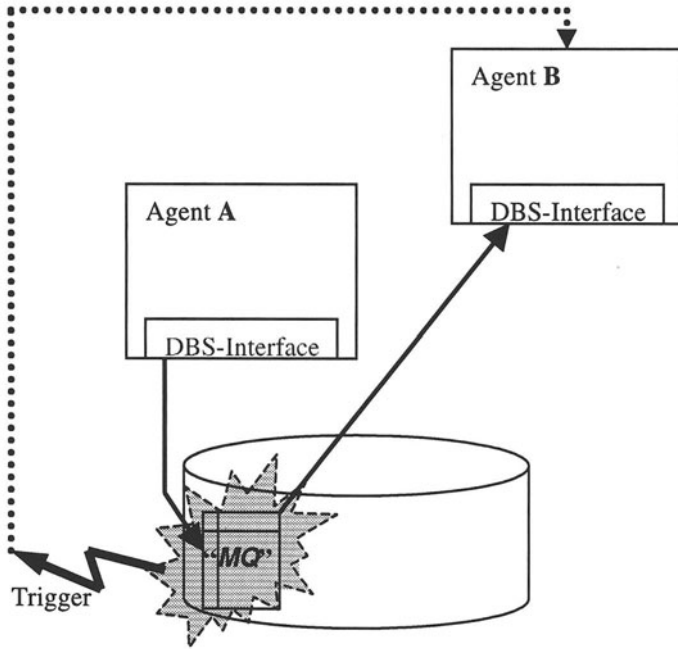 Agent B
DBS-Interface
Agent A
DBS-Interface
“MQ”
Trigger